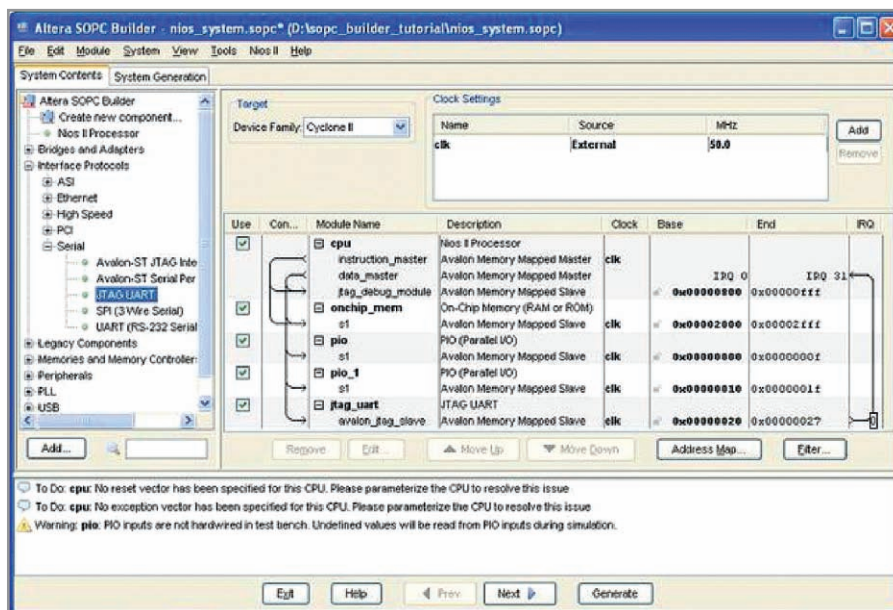 Altera SOPC Builder - nios_system.sopc* (D:\sopc_builder_tutorial\nios_system.sopc)
File Edit Module System View Tools Nios II Help
System Contents System Generation
Altera SOPC Builder
Create new component...
Nios II Processor
Bridges and Adapters
Interface Protocols
ASI
Ethernet
High Speed
PCI
Serial
Avalon-ST JTAG Inte
Avalon-ST Serial Per
JTAG UART
SPI (3 Wire Serial)
UART (RS-232 Serial
Legacy Components
Memories and Memory Controller:
Peripherals
PLL
USB
Add...
Target
Device Family: Cyclone II
Clock Settings
Name Source MHz
clk External 50.0
Add
Remove
Use Con... Module Name Description Clock Base End IRQ
cpu Nios II Processor
instruction_master Avalon Memory Mapped Master clk
data_master Avalon Memory Mapped Master IRQ 0 IRQ 31
jtag_debug_module Avalon Memory Mapped Slave 0x00000800 0x00000fff
onchip_mem On-Chip Memory (RAM or ROM)
s1 Avalon Memory Mapped Slave clk 0x00002000 0x00002fff
pio PIO (Parallel I/O)
s1 Avalon Memory Mapped Slave clk 0x00000000 0x0000000f
pio_1 PIO (Parallel I/O)
s1 Avalon Memory Mapped Slave clk 0x00000010 0x0000001f
jtag_uart JTAG UART
avalon_jtag_slave Avalon Memory Mapped Slave clk 0x00000020 0x00000027 0
Remove Edit... Move Up Move Down Address Map... Filter...
To Do: cpu: No reset vector has been specified for this CPU. Please parameterize the CPU to resolve this issue
To Do: cpu: No exception vector has been specified for this CPU. Please parameterize the CPU to resolve this issue
Warning: pio: PIO inputs are not hardwired in test bench. Undefined values will be read from PIO inputs during simulation.
Exit Help Prev Next Generate